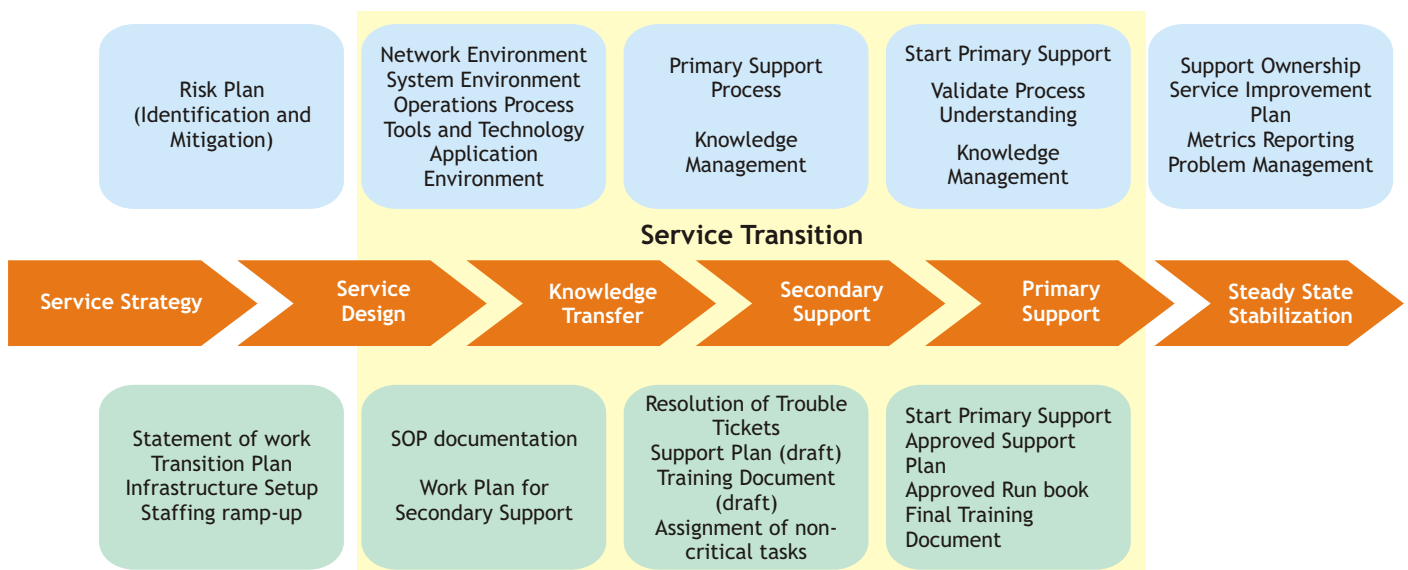 Risk Plan
(Identification and
Mitigation)
Network Environment
System Environment
Operations Process
Tools and Technology
Application
Environment
Primary Support
Process
Knowledge
Management
Start Primary Support
Validate Process
Understanding
Knowledge
Management
Support Ownership
Service Improvement
Plan
Metrics Reporting
Problem Management
Service Transition
Service Strategy
Service
Design
Knowledge
Transfer
Secondary
Support
Primary
Support
Steady State
Stabilization
Statement of work
Transition Plan
Infrastructure Setup
Staffing ramp-up
SOP documentation
Work Plan for
Secondary Support
Resolution of Trouble
Tickets
Support Plan (draft)
Training Document
(draft)
Assignment of non-
critical tasks
Start Primary Support
Approved Support
Plan
Approved Run book
Final Training
Document